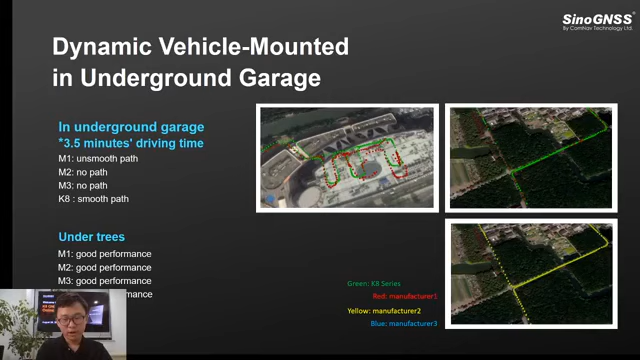 SinoGNSS®
By ComNav Technology Ltd.
Dynamic Vehicle-Mounted
in Underground Garage
In underground garage
*3.5 minutes' driving time
M1: unsmooth path
M2: no path
M3: no path
K8 : smooth path
Under trees
M1: good performance
M2: good performance
M3: good performance
Green: K8 Series
Red: manufacturer1
Yellow: manufacturer2
Blue: manufacturer3